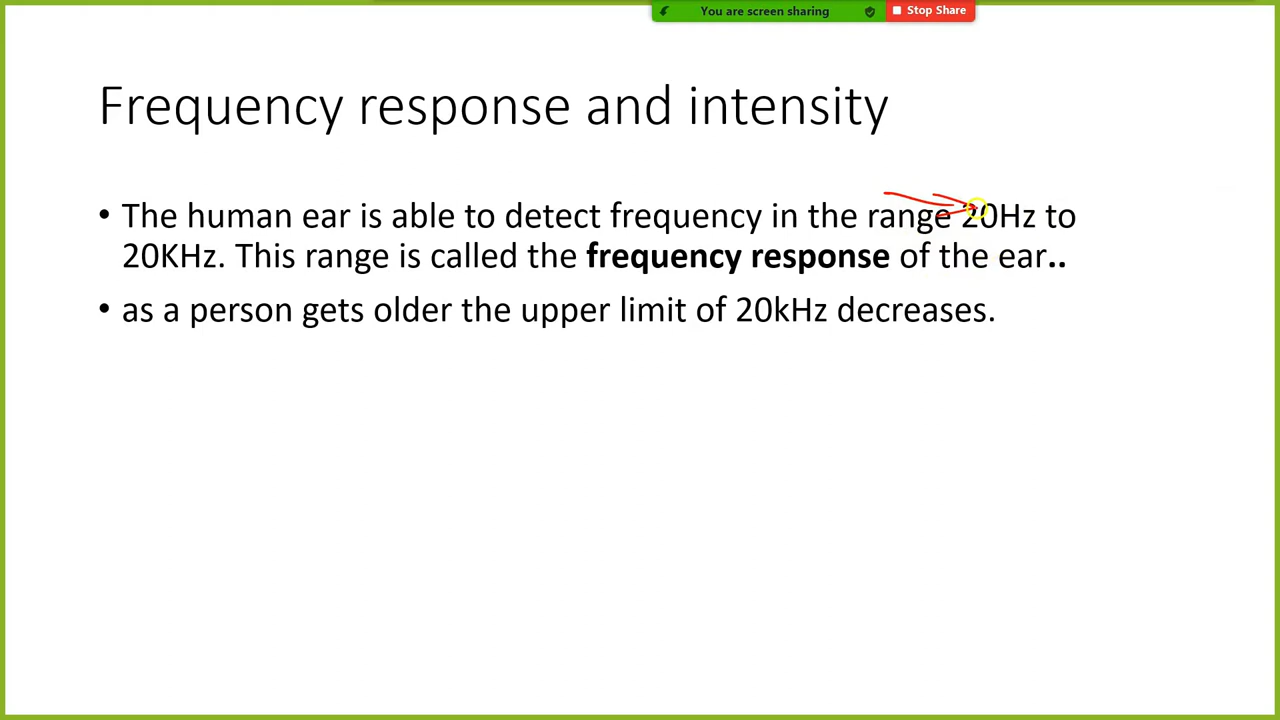 You are screen sharing
Stop Share
Frequency response and intensity
• The human ear is able to detect frequency in the range 20Hz to
20KHz. This range is called the frequency response of the ear..
• as a person gets older the upper limit of 20kHz decreases.